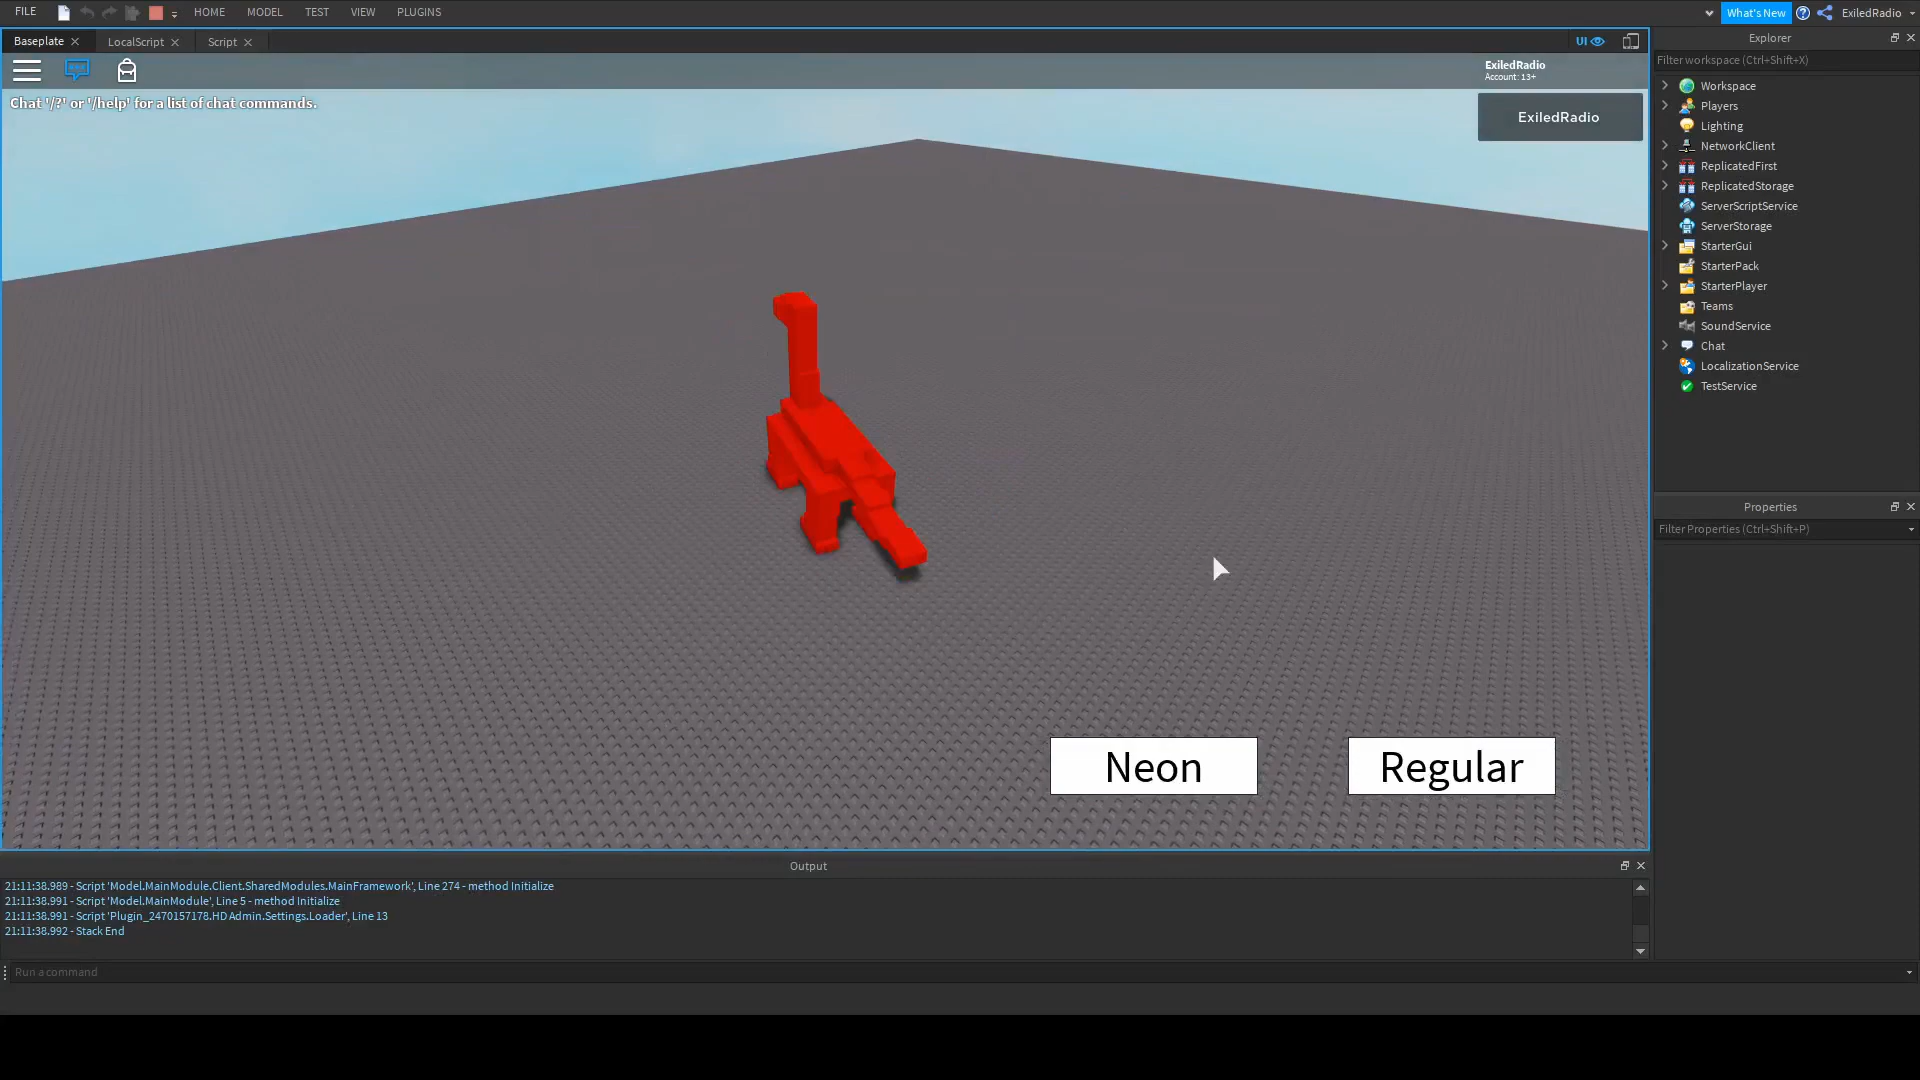 FILE
HOME
MODEL
TEST
VIEW
PLUGINS
What's New
ExiledRadio
Baseplate
LocalScript
Script
UI
Explorer
Filter workspace (Ctrl+Shift+X)
ExiledRadio
Account: 13+
Chat '/?' or '/help' for a list of chat commands.
ExiledRadio
Workspace
Players
Lighting
NetworkClient
ReplicatedFirst
ReplicatedStorage
ServerScriptService
ServerStorage
StarterGui
StarterPack
StarterPlayer
Teams
SoundService
Chat
LocalizationService
TestService
Properties
Filter Properties (Ctrl+Shift+P)
Neon
Regular
Output
21:11:38.989 - Script 'Model.MainModule.Client.SharedModules.MainFramework', Line 274 - method Initialize
21:11:38.991 - Script 'Model.MainModule', Line 5 - method Initialize
21:11:38.991 - Script 'Plugin_2470157178.HD Admin.Settings.Loader', Line 13
21:11:38.992 - Stack End
Run a command